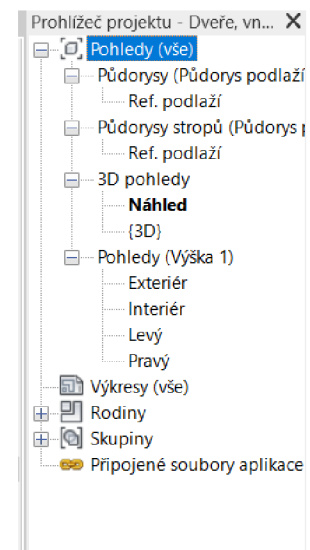 Prohlížeč projektu - Dveře, vn...
Pohledy (vše)
Půdorysy (Půdorys podlaží
Ref. podlaží
Půdorysy stropů (Půdorys p
Ref. podlaží
3D pohledy
Náhled
{3D}
Pohledy (Výška 1)
Exteriér
Interiér
Levý
Pravý
Výkresy (vše)
Rodiny
Skupiny
Připojené soubory aplikace